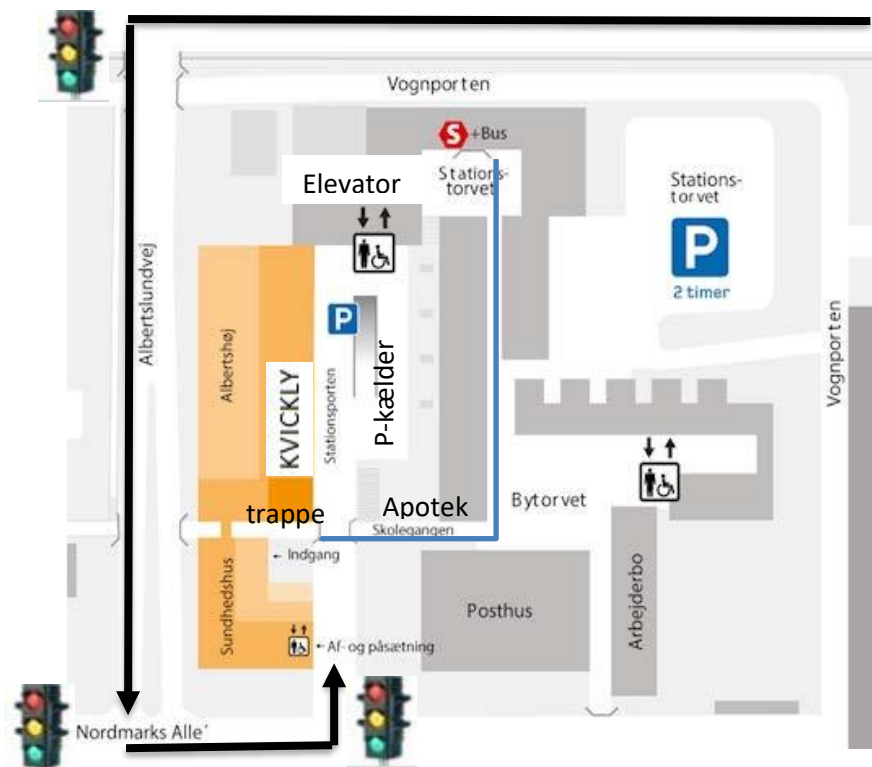 Vognporten
S +Bus
Stations-
torvet
Elevator
Stations-
torvet
P
2 timer
Albertslundvej
Albertshøj
KVICKLY
P
Stationsporten
P-kælder
Vognporten
trappe
Apotek
Skolegangen
Bytorvet
← Indgang
Sundhedshus
Posthus
Arbejderbo
← Af- og påsætning
Nordmarks Alle´